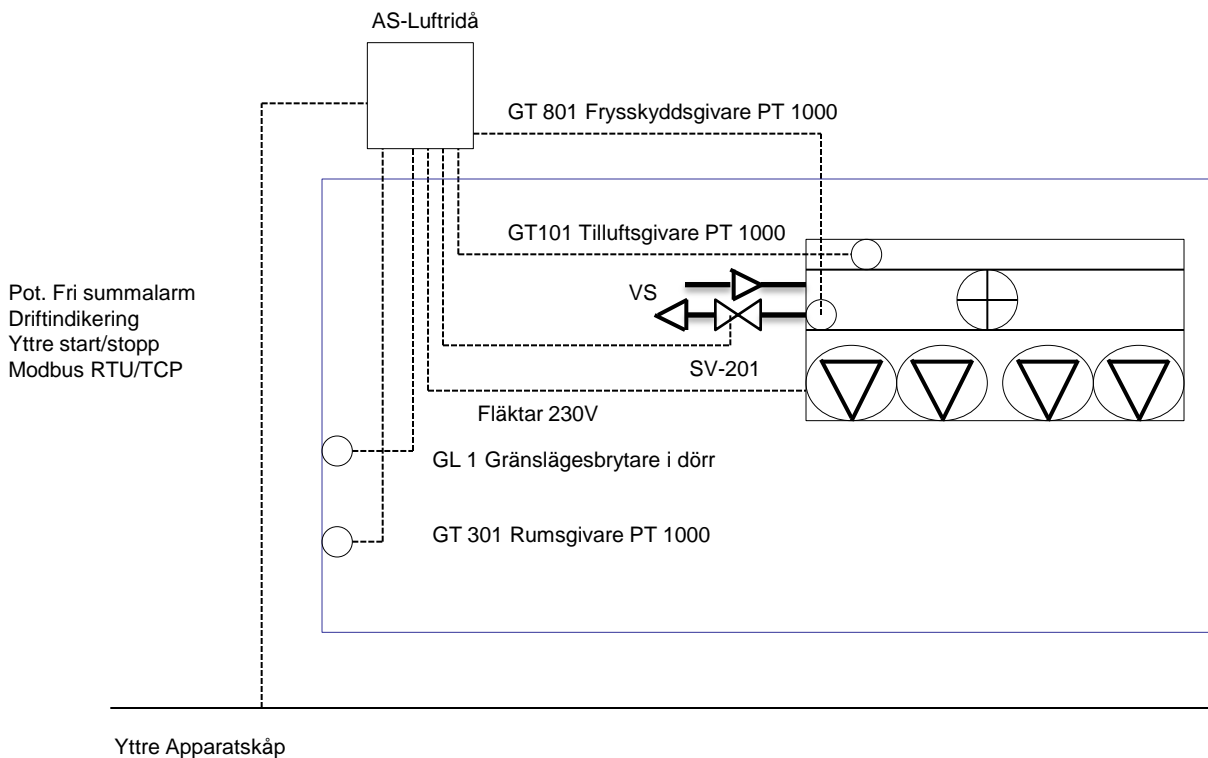 AS-Luftridå
GT 801 Frysskyddsgivare PT 1000
GT101 Tilluftsgivare PT 1000
VS
Pot. Fri summalarm
Driftindikering
Yttre start/stopp
Modbus RTU/TCP
SV-201
Fläktar 230V
GL 1 Gränslägesbrytare i dörr
GT 301 Rumsgivare PT 1000
Yttre Apparatskåp